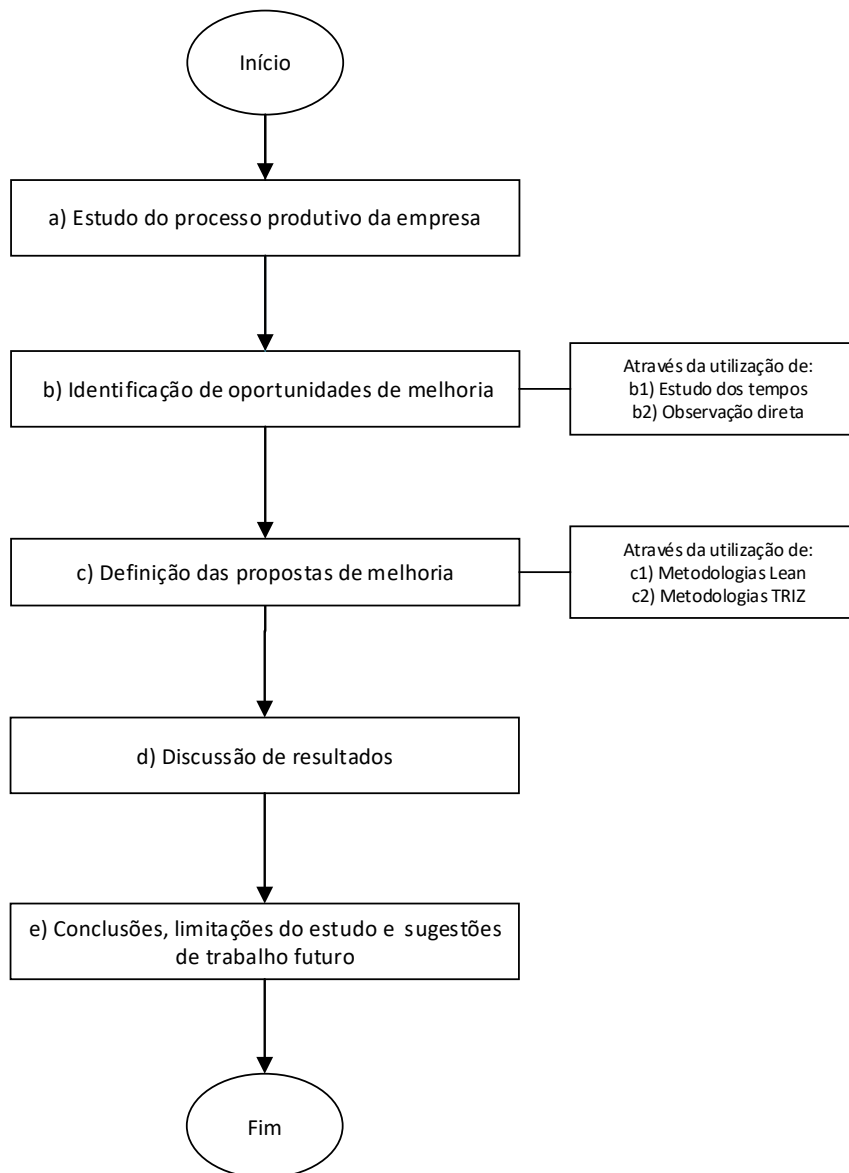 Início
a) Estudo do processo produtivo da empresa
b) Identificação de oportunidades de melhoria
Através da utilização de:
b1) Estudo dos tempos
b2) Observação direta
c) Definição das propostas de melhoria
Através da utilização de:
c1) Metodologias Lean
c2) Metodologias TRIZ
d) Discussão de resultados
e) Conclusões, limitações do estudo e sugestões
de trabalho futuro
Fim